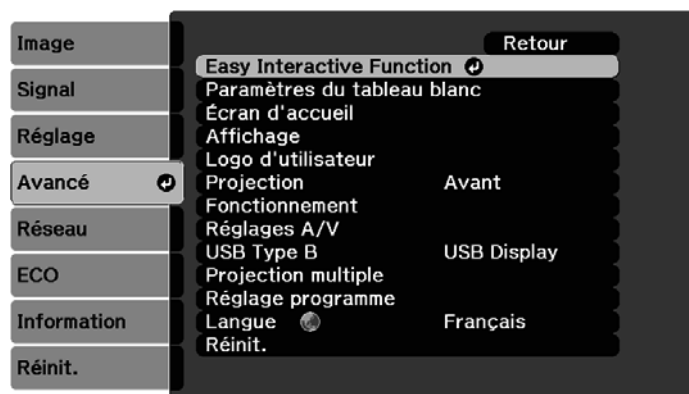 Image
Signal
Réglage
Avancé
Réseau
ECO
Information
Réinit.
Retour
Easy Interactive Function
Paramètres du tableau blanc
Écran d'accueil
Affichage
Logo d'utilisateur
Projection Avant
Fonctionnement
Réglages A/V
USB Type B USB Display
Projection multiple
Réglage programme
Langue Français
Réinit.